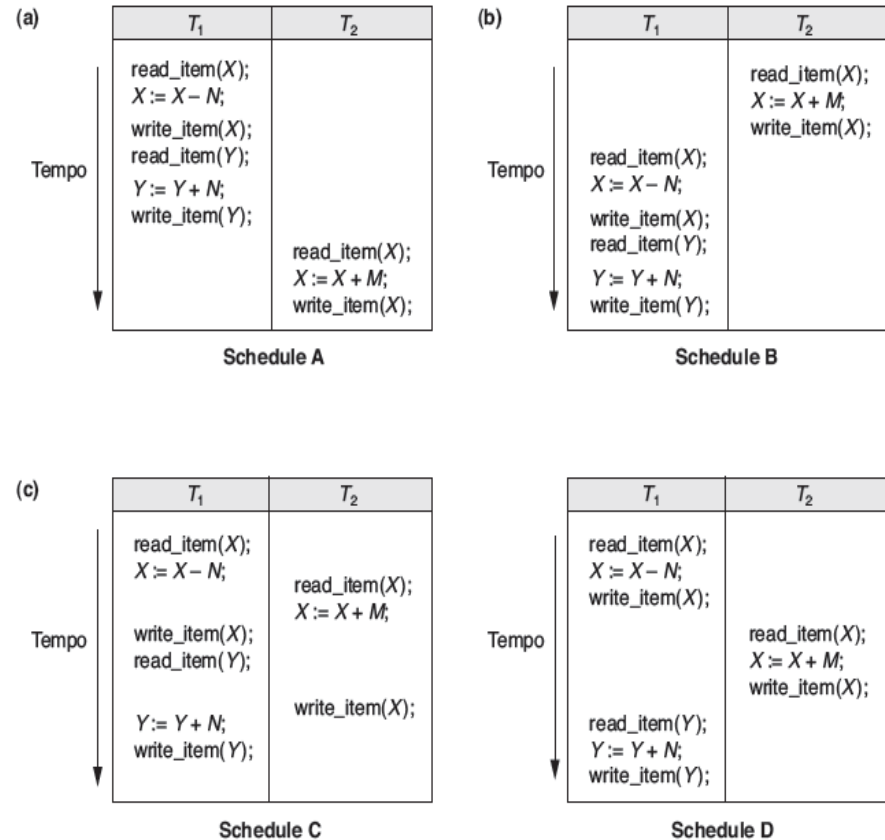 (a)
T₁ T₂
read_item(X);
X := X – N;
write_item(X);
read_item(Y);
Tempo
Y := Y + N;
write_item(Y);
read_item(X);
X := X + M;
write_item(X);
Schedule A
(b)
T₁ T₂
read_item(X);
X := X + M;
write_item(X);
read_item(X);
Tempo
X := X – N;
write_item(X);
read_item(Y);
Y := Y + N;
write_item(Y);
Schedule B
(c)
T₁ T₂
read_item(X);
X := X – N;
read_item(X);
X := X + M;
Tempo
write_item(X);
read_item(Y);
write_item(X);
Y := Y + N;
write_item(Y);
Schedule C
T₁ T₂
read_item(X);
X := X – N;
write_item(X);
Tempo
read_item(X);
X := X + M;
write_item(X);
read_item(Y);
Y := Y + N;
write_item(Y);
Schedule D